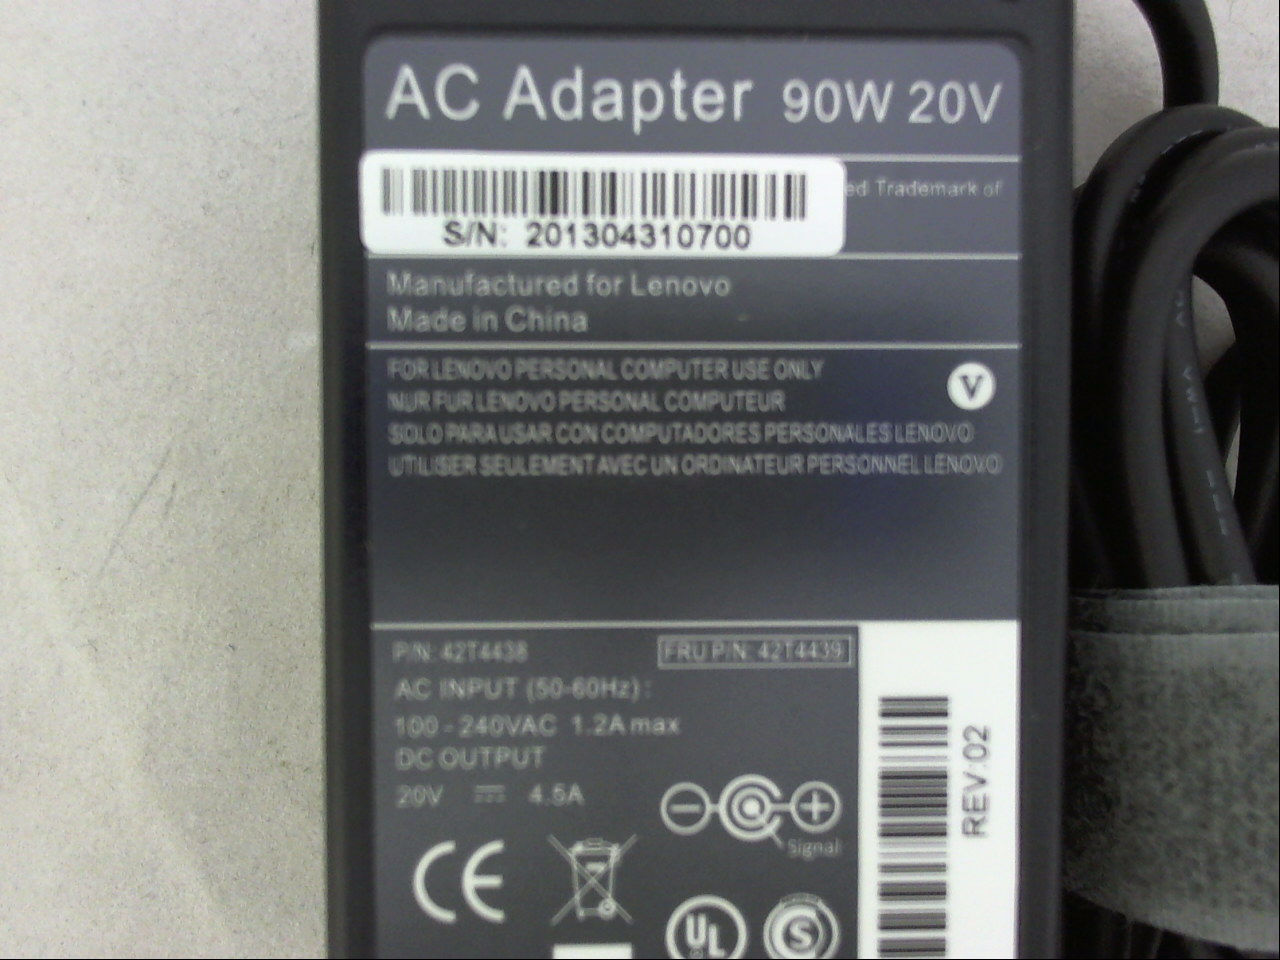 AC Adapter 90W 20V
ed Trademark of
S/N: 201304310700
Manufactured for Lenovo
Made in China
FOR LENOVO PERSONAL COMPUTER USE ONLY
NUR FUR LENOVO PERSONAL COMPUTEUR
SOLO PARA USAR CON COMPUTADORES PERSONALES LENOVO
UTILISER SEULEMENT AVEC UN ORDINATEUR PERSONNEL LENOVO
V
P/N: 42T4438
FRU P/N: 42T4439
AC INPUT (50-60Hz):
100-240VAC 1.2A max
DC OUTPUT
20V 4.5A
Signal
CE
UL
S
REV:02